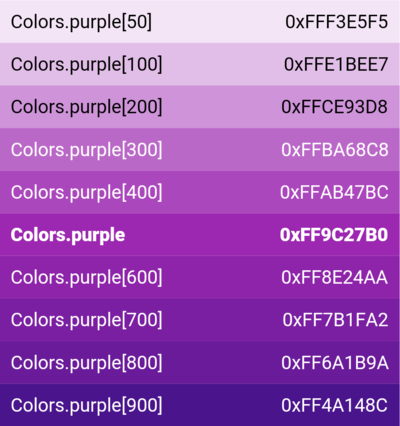 Colors.purple[50] 0xFFF3E5F5
Colors.purple[100] 0xFFE1BEE7
Colors.purple[200] 0xFFCE93D8
Colors.purple[300] 0xFFBA68C8
Colors.purple[400] 0xFFAB47BC
Colors.purple 0xFF9C27B0
Colors.purple[600] 0xFF8E24AA
Colors.purple[700] 0xFF7B1FA2
Colors.purple[800] 0xFF6A1B9A
Colors.purple[900] 0xFF4A148C